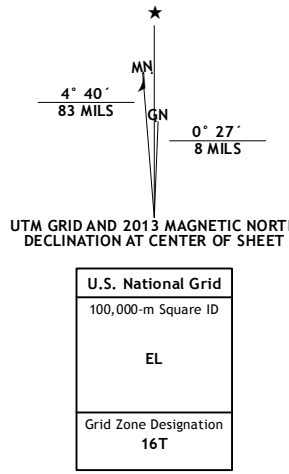 ★
MN
GN
4° 40´
83 MILS
0° 27´
8 MILS
UTM GRID AND 2013 MAGNETIC NORT
DECLINATION AT CENTER OF SHEET
U.S. National Grid
100,000-m Square ID
EL
Grid Zone Designation
16T